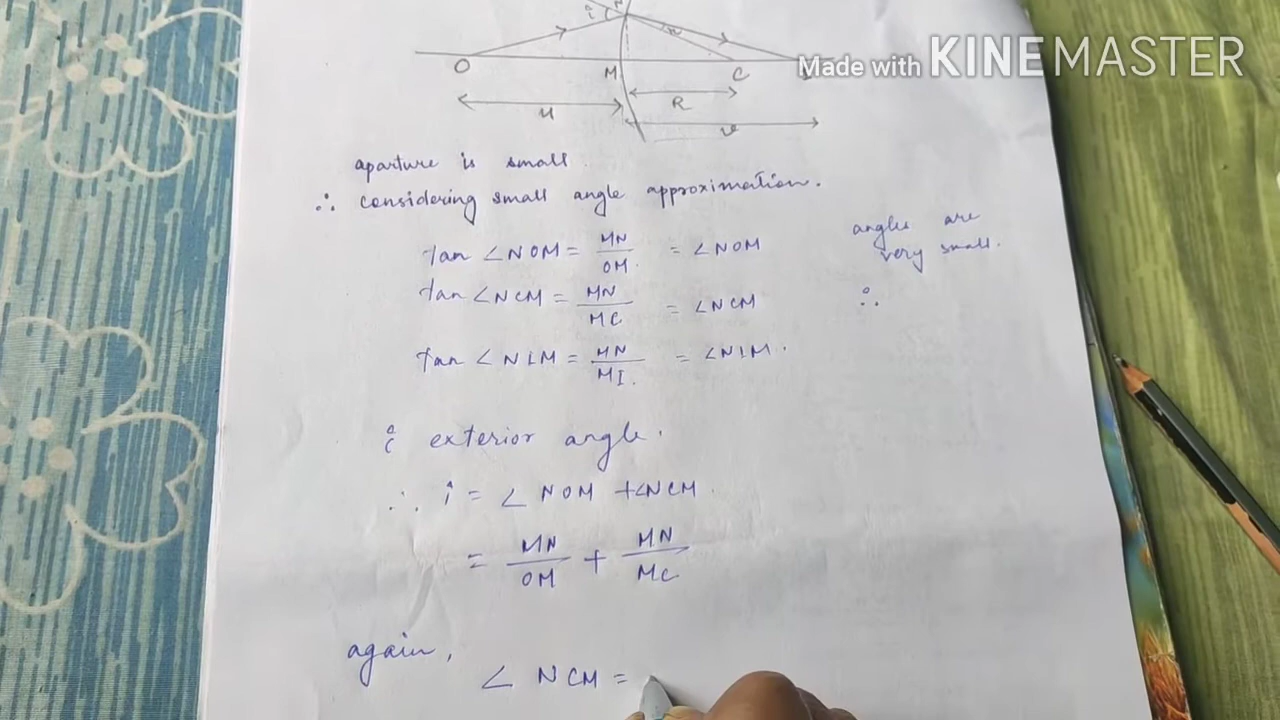 Made with KINEMASTER
i N
r
O M C
u R
v
aparture is small.
∴ considering small angle approximation.
tan ∠NOM = MN/OM. = ∠NOM
angles are
very small.
tan ∠NCM = MN/MC = ∠NCM
∴
tan ∠NIM = MN/MI. = ∠NIM.
i exterior angle.
∴ i = ∠NOM + ∠NCM.
= MN/OM + MN/MC
again,
∠NCM =